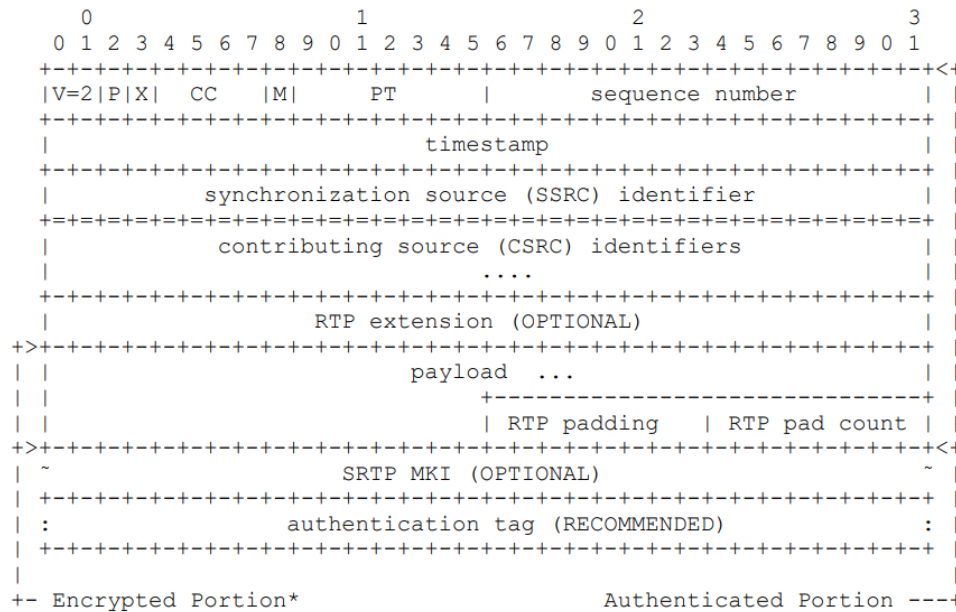 0                   1                   2                   3
0 1 2 3 4 5 6 7 8 9 0 1 2 3 4 5 6 7 8 9 0 1 2 3 4 5 6 7 8 9 0 1
+-+-+-+-+-+-+-+-+-+-+-+-+-+-+-+-+-+-+-+-+-+-+-+-+-+-+-+-+-+-+-+-+<+
|V=2|P|X|  CC   |M|     PT      |       sequence number         | |
+-+-+-+-+-+-+-+-+-+-+-+-+-+-+-+-+-+-+-+-+-+-+-+-+-+-+-+-+-+-+-+-+ |
|                           timestamp                           | |
+-+-+-+-+-+-+-+-+-+-+-+-+-+-+-+-+-+-+-+-+-+-+-+-+-+-+-+-+-+-+-+-+ |
|           synchronization source (SSRC) identifier            | |
+=+=+=+=+=+=+=+=+=+=+=+=+=+=+=+=+=+=+=+=+=+=+=+=+=+=+=+=+=+=+=+=+ |
|            contributing source (CSRC) identifiers             | |
|                               ....                            | |
+-+-+-+-+-+-+-+-+-+-+-+-+-+-+-+-+-+-+-+-+-+-+-+-+-+-+-+-+-+-+-+-+ |
|                   RTP extension (OPTIONAL)                    | |
+>+-+-+-+-+-+-+-+-+-+-+-+-+-+-+-+-+-+-+-+-+-+-+-+-+-+-+-+-+-+-+-+-+ |
| |                          payload  ...                         | |
| |                               +-------------------------------+ |
| |                               | RTP padding   | RTP pad count | |
+>+-+-+-+-+-+-+-+-+-+-+-+-+-+-+-+-+-+-+-+-+-+-+-+-+-+-+-+-+-+-+-+-+<+
| ~                     SRTP MKI (OPTIONAL)                       ~ |
| +-+-+-+-+-+-+-+-+-+-+-+-+-+-+-+-+-+-+-+-+-+-+-+-+-+-+-+-+-+-+-+-+ |
| :                 authentication tag (RECOMMENDED)              : |
| +-+-+-+-+-+-+-+-+-+-+-+-+-+-+-+-+-+-+-+-+-+-+-+-+-+-+-+-+-+-+-+-+ |
|                                                                   |
+- Encrypted Portion*                      Authenticated Portion ---+